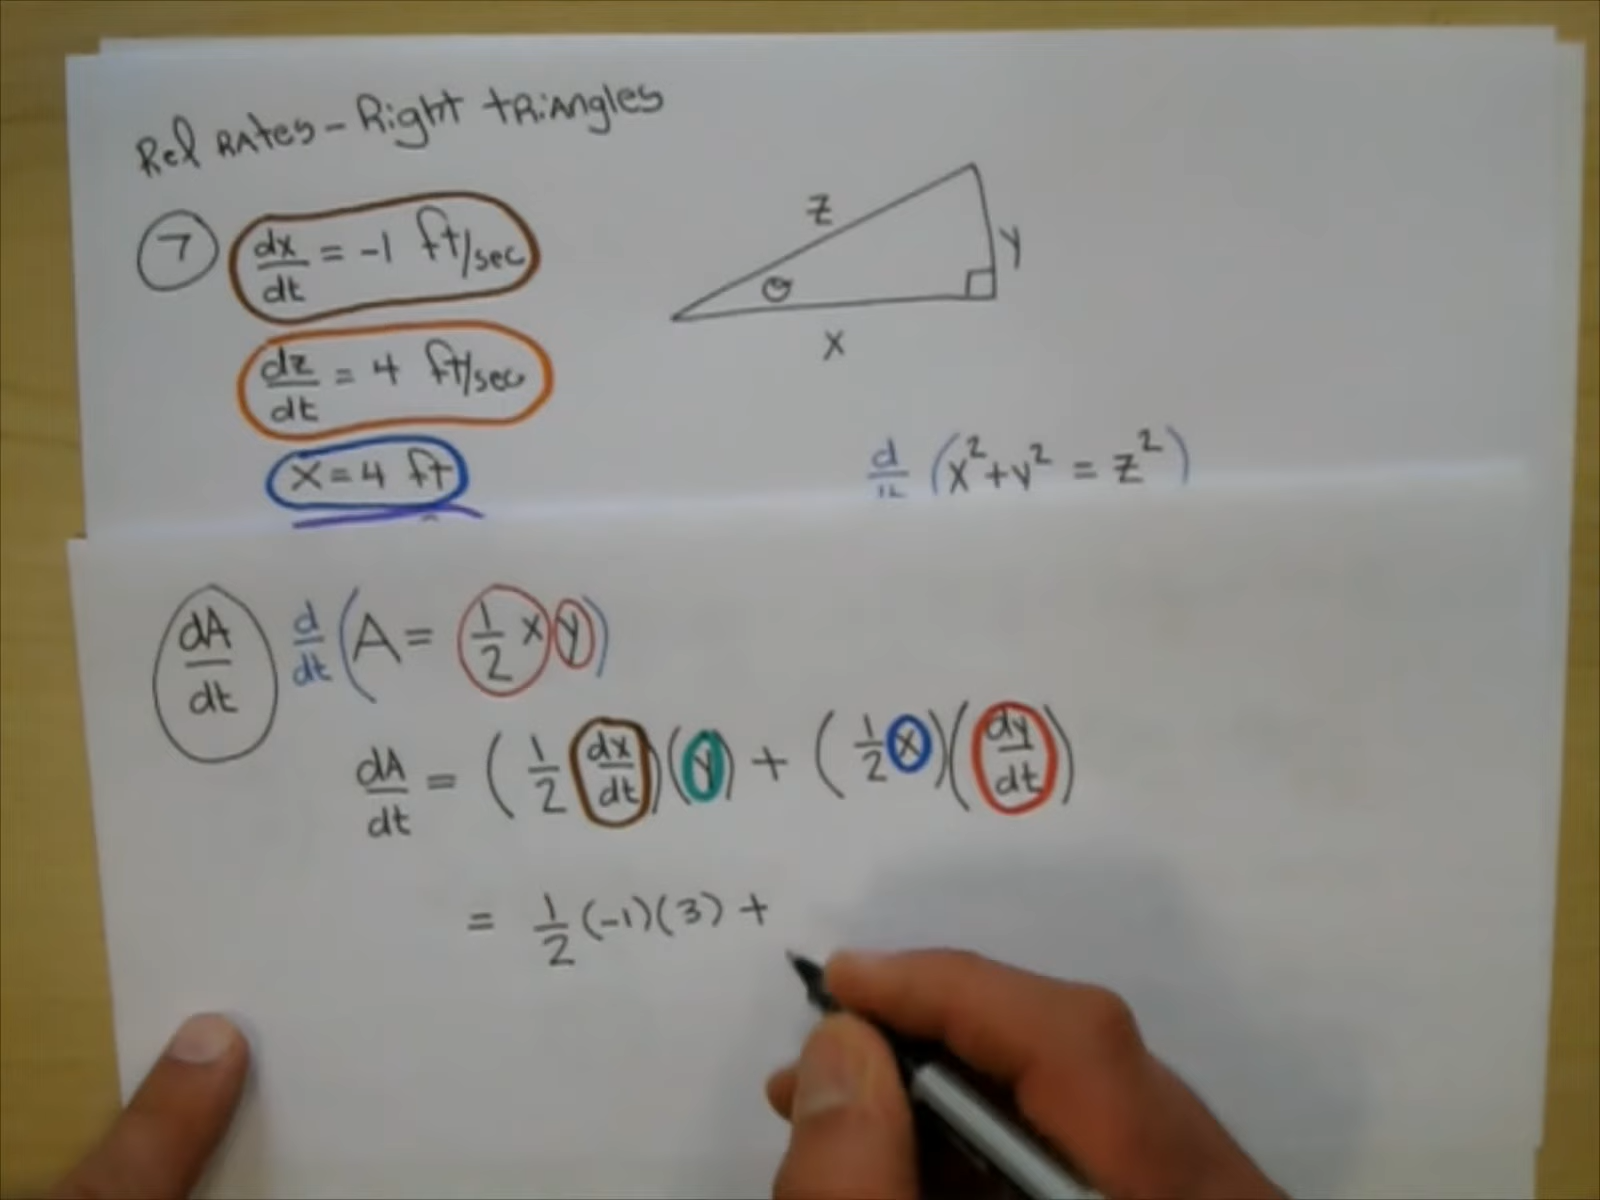 Rel Rates - Right triangles
7 dx/dt = -1 ft/sec
dz/dt = 4 ft/sec
x = 4 ft
z
θ
y
x
d (x² + y² = z²)
dA/dt d/dt (A = 1/2 x y)
dA/dt = (1/2 dx/dt)(y) + (1/2 x)(dy/dt)
= 1/2 (-1)(3) +